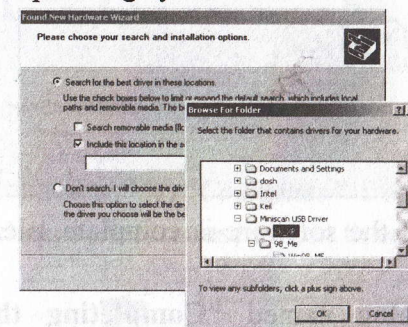 Found New Hardware Wizard
Please choose your search and installation options.
Search for the best driver in these locations.
Use the check boxes below to limit or expand the default search, which includes local
paths and removable media. The b
Search removable media (flo
Include this location in the s
Don't search. I will choose the driv
Choose this option to select the dev
the driver you choose will be the be
Browse For Folder
Select the folder that contains drivers for your hardware.
Documents and Settings
dosh
Intel
Keil
Miniscan USB Driver
98_Me
To view any subfolders, click a plus sign above.
OK
Cancel